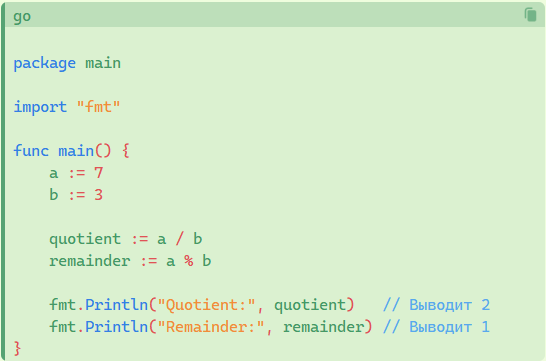 go
package main
import "fmt"
func main() {
    a := 7
    b := 3
    quotient := a / b
    remainder := a % b
    fmt.Println("Quotient:", quotient)   // Выводит 2
    fmt.Println("Remainder:", remainder) // Выводит 1
}